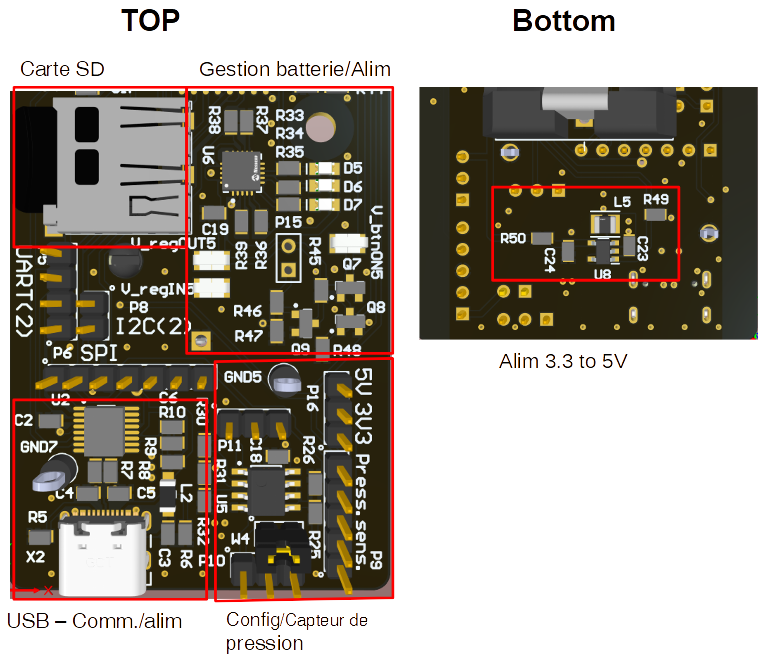 TOP
Bottom
Carte SD
Gestion batterie/Alim
R38
R37
R33
R34
R35
U6
D5
D6
D7
C19
P15
V_btnON5
V_regOUT5
R39
R36
R45
Q7
UART(2)
V_regIN5
P8
I2C(2)
R46
R47
Q8
Q9
R48
P6
SPI
GND5
P16
5V 3V3
U2
C6
R10
R30
C2
GND7
R9
R8
R7
P11
C18
R26
R31
C4
C5
L2
U5
Press.sens.
R5
X2
R32
W4
R25
C3
R6
P10
P9
X
USB – Comm./alim
Config/Capteur de
pression
L5
R49
R50
C24
C23
U8
Alim 3.3 to 5V